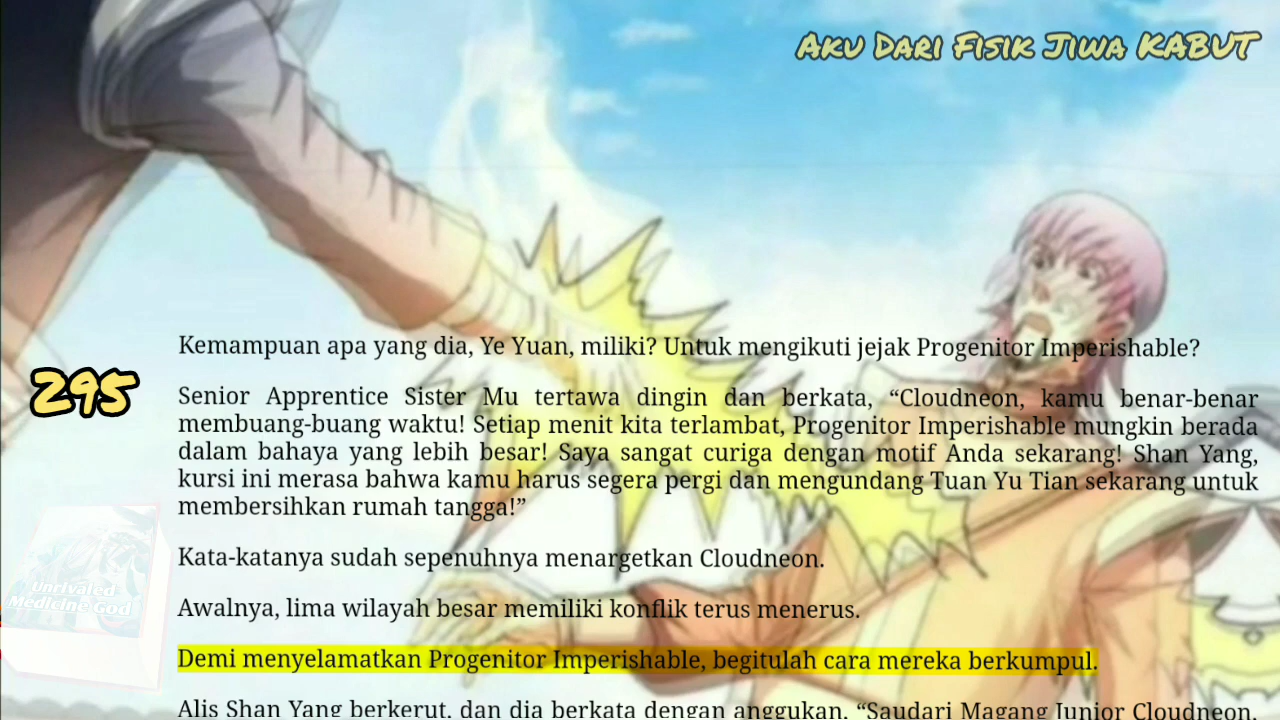 Aku Dari Fisik Jiwa KABUT
Kemampuan apa yang dia, Ye Yuan, miliki? Untuk mengikuti jejak Progenitor Imperishable?
295
Senior Apprentice Sister Mu tertawa dingin dan berkata, “Cloudneon, kamu benar-benar
membuang-buang waktu! Setiap menit kita terlambat, Progenitor Imperishable mungkin berada
dalam bahaya yang lebih besar! Saya sangat curiga dengan motif Anda sekarang! Shan Yang,
kursi ini merasa bahwa kamu harus segera pergi dan mengundang Tuan Yu Tian sekarang untuk
membersihkan rumah tangga!”
Kata-katanya sudah sepenuhnya menargetkan Cloudneon.
Unrivaled
Medicine God
Awalnya, lima wilayah besar memiliki konflik terus menerus.
Demi menyelamatkan Progenitor Imperishable, begitulah cara mereka berkumpul.
Alis Shan Yang berkerut, dan dia berkata dengan anggukan, “Saudari Magang Junior Cloudneon,